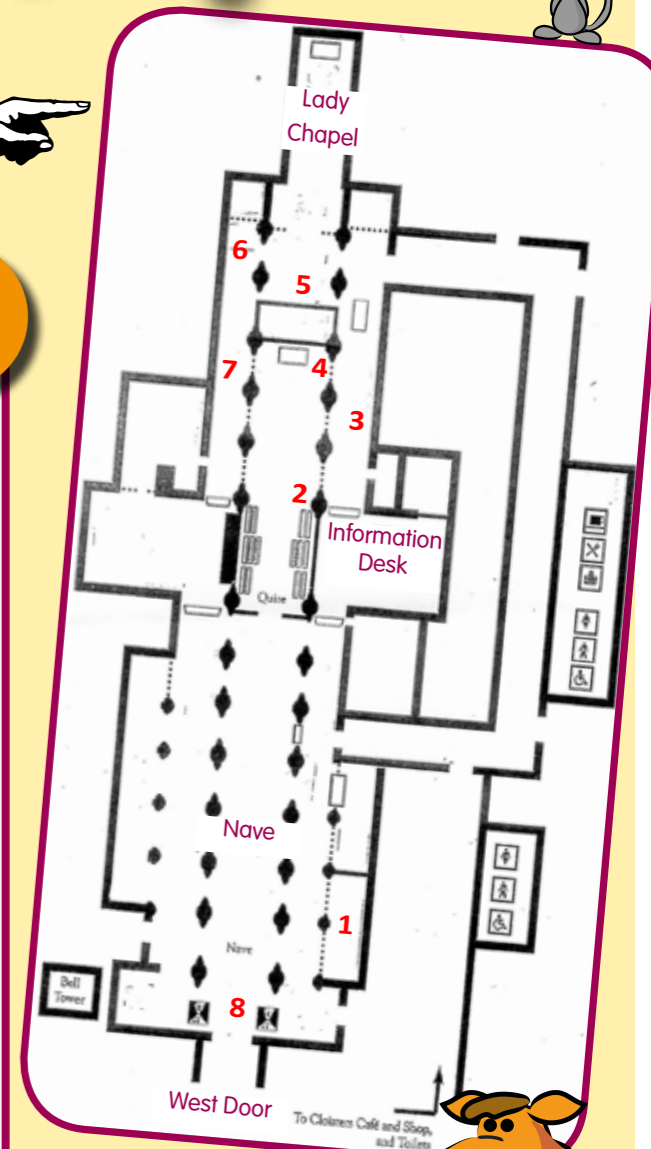 Lady
Chapel
6
5
7
4
3
2
Information
Desk
Quire
Nave
1
Nave
8
Bell
Tower
West Door
To Cloisters Café and Shop,
and Toilets